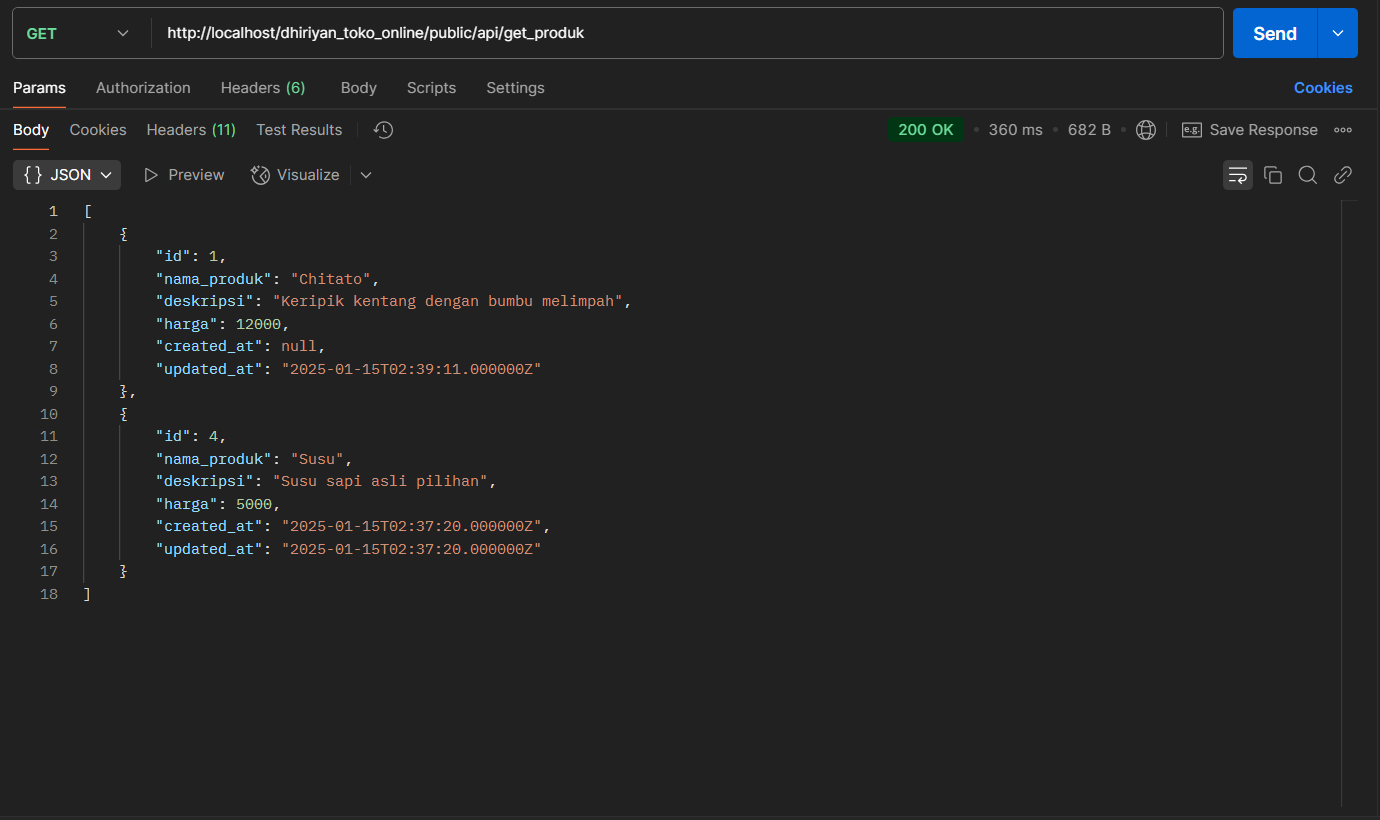 GET http://localhost/dhiriyan_toko_online/public/api/get_produk Send
Params Authorization Headers (6) Body Scripts Settings Cookies
Body Cookies Headers (11) Test Results 200 OK 360 ms 682 B e.g. Save Response
{} JSON Preview Visualize
1 [
2 {
3 "id": 1,
4 "nama_produk": "Chitato",
5 "deskripsi": "Keripik kentang dengan bumbu melimpah",
6 "harga": 12000,
7 "created_at": null,
8 "updated_at": "2025-01-15T02:39:11.000000Z"
9 },
10 {
11 "id": 4,
12 "nama_produk": "Susu",
13 "deskripsi": "Susu sapi asli pilihan",
14 "harga": 5000,
15 "created_at": "2025-01-15T02:37:20.000000Z",
16 "updated_at": "2025-01-15T02:37:20.000000Z"
17 }
18 ]